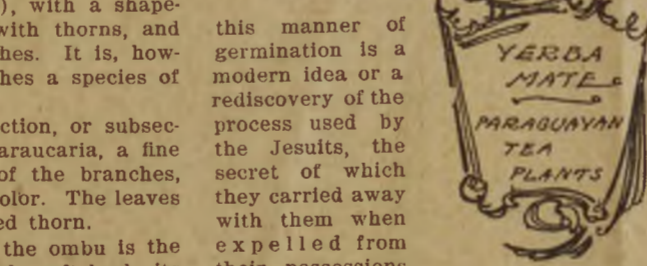 ), with a shape-
with thorns, and
hes. It is, how-
hes a species of
ction, or subsec-
araucaria, a fine
of the branches,
olor. The leaves
ed thorn.
the ombu is the
this manner of
germination is a
modern idea or a
rediscovery of the
process used by
the Jesuits, the
secret of which
they carried away
with them when
expelled from
their possessions
YERBA
MATE
PARAGUAYAN
TEA
PLANTS